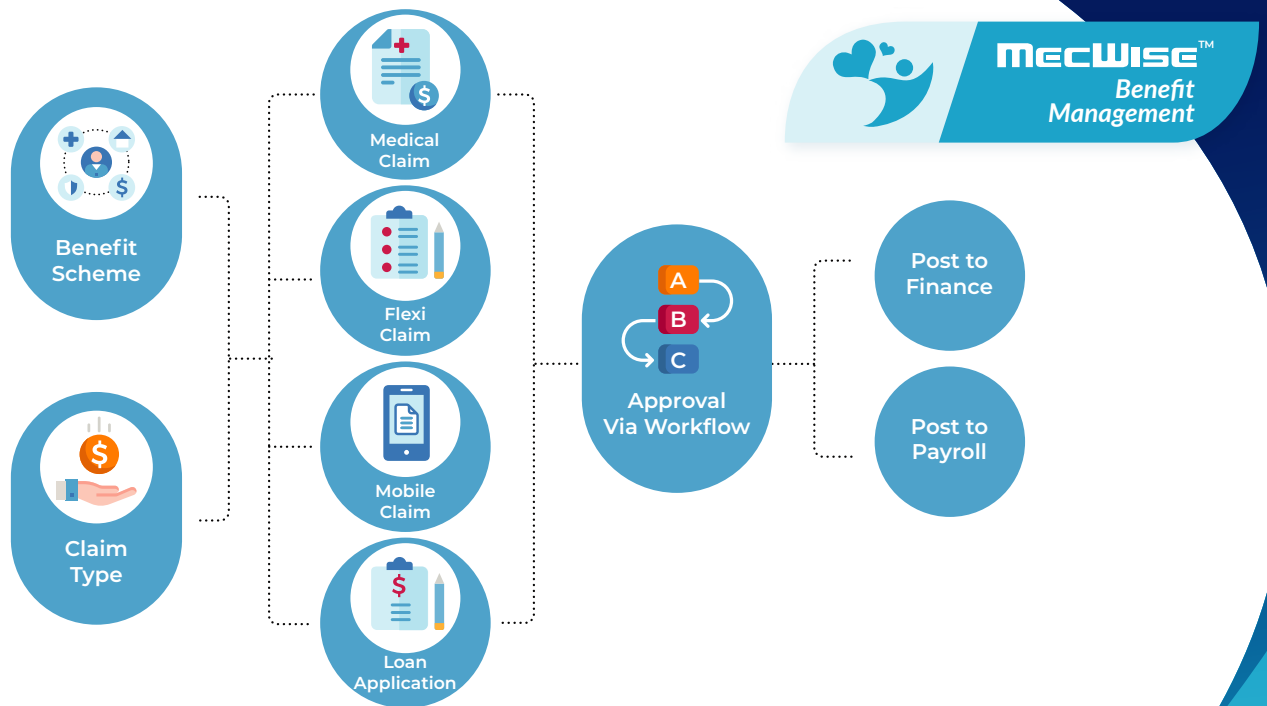 MECWISE™
Benefit
Management
Benefit
Scheme
Claim
Type
$
$
Medical
Claim
Flexi
Claim
Mobile
Claim
$
Loan
Application
$
A
B
C
Approval
Via Workflow
Post to
Finance
Post to
Payroll